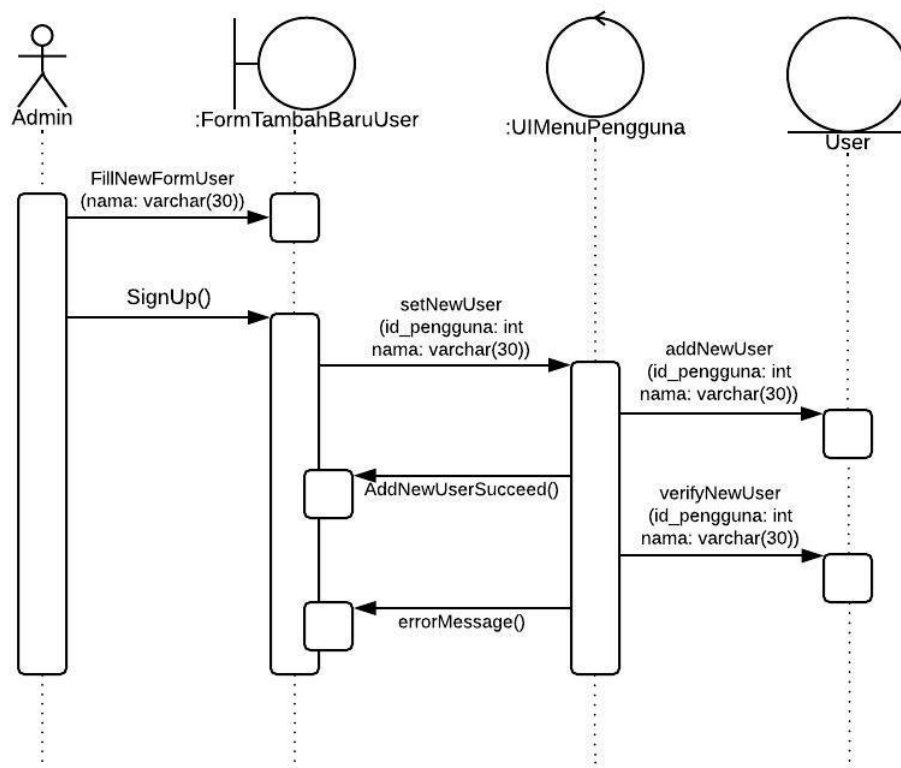 Admin
:FormTambahBaruUser
:UIMenuPengguna
User
FillNewFormUser
(nama: varchar(30))
SignUp()
setNewUser
(id_pengguna: int
nama: varchar(30))
addNewUser
(id_pengguna: int
nama: varchar(30))
AddNewUserSucceed()
verifyNewUser
(id_pengguna: int
nama: varchar(30))
errorMessage()